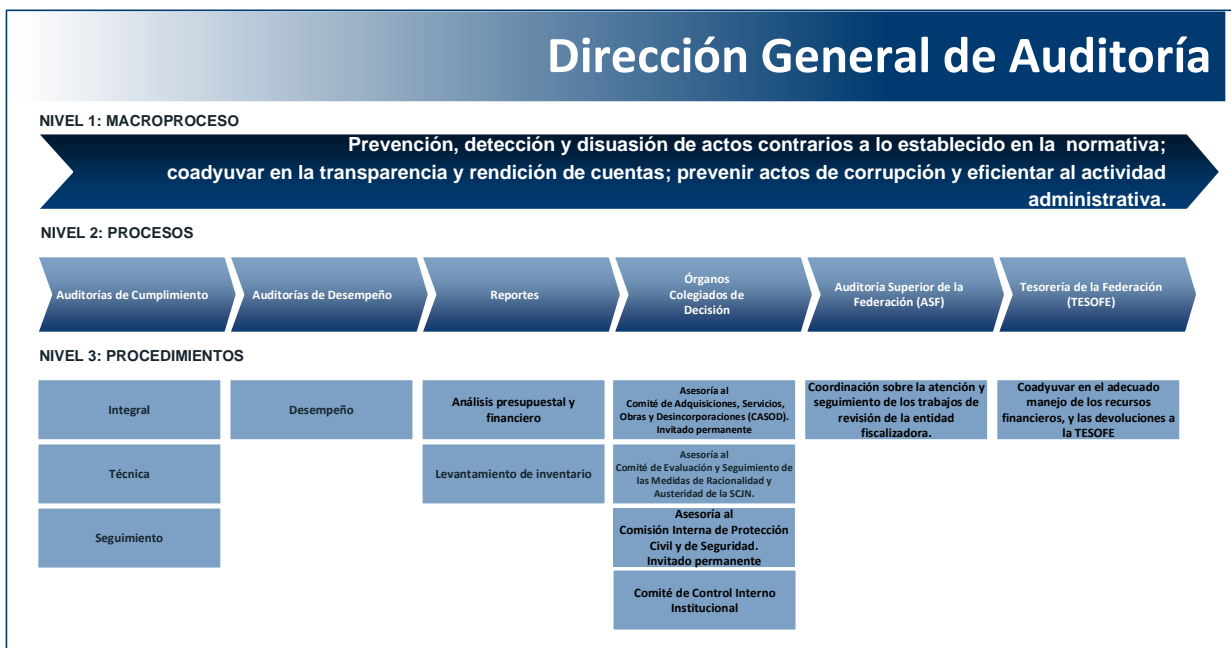 Dirección General de Auditoría
NIVEL 1: MACROPROCESO
Prevención, detección y disuasión de actos contrarios a lo establecido en la normativa;
coadyuvar en la transparencia y rendición de cuentas; prevenir actos de corrupción y eficientar al actividad
administrativa.
NIVEL 2: PROCESOS
Auditorías de Cumplimiento
Auditorías de Desempeño
Reportes
Órganos
Colegiados de
Decisión
Auditoría Superior de la
Federación (ASF)
Tesorería de la Federación
(TESOFE)
NIVEL 3: PROCEDIMIENTOS
Integral
Técnica
Seguimiento
Desempeño
Análisis presupuestal y
financiero
Levantamiento de inventario
Asesoría al
Comité de Adquisiciones, Servicios,
Obras y Desincorporaciones (CASOD).
Invitado permanente
Asesoría al
Comité de Evaluación y Seguimiento de
las Medidas de Racionalidad y
Austeridad de la SCJN.
Asesoría al
Comisión Interna de Protección
Civil y de Seguridad.
Invitado permanente
Comité de Control Interno
Institucional
Coordinación sobre la atención y
seguimiento de los trabajos de
revisión de la entidad
fiscalizadora.
Coadyuvar en el adecuado
manejo de los recursos
financieros, y las devoluciones a
la TESOFE